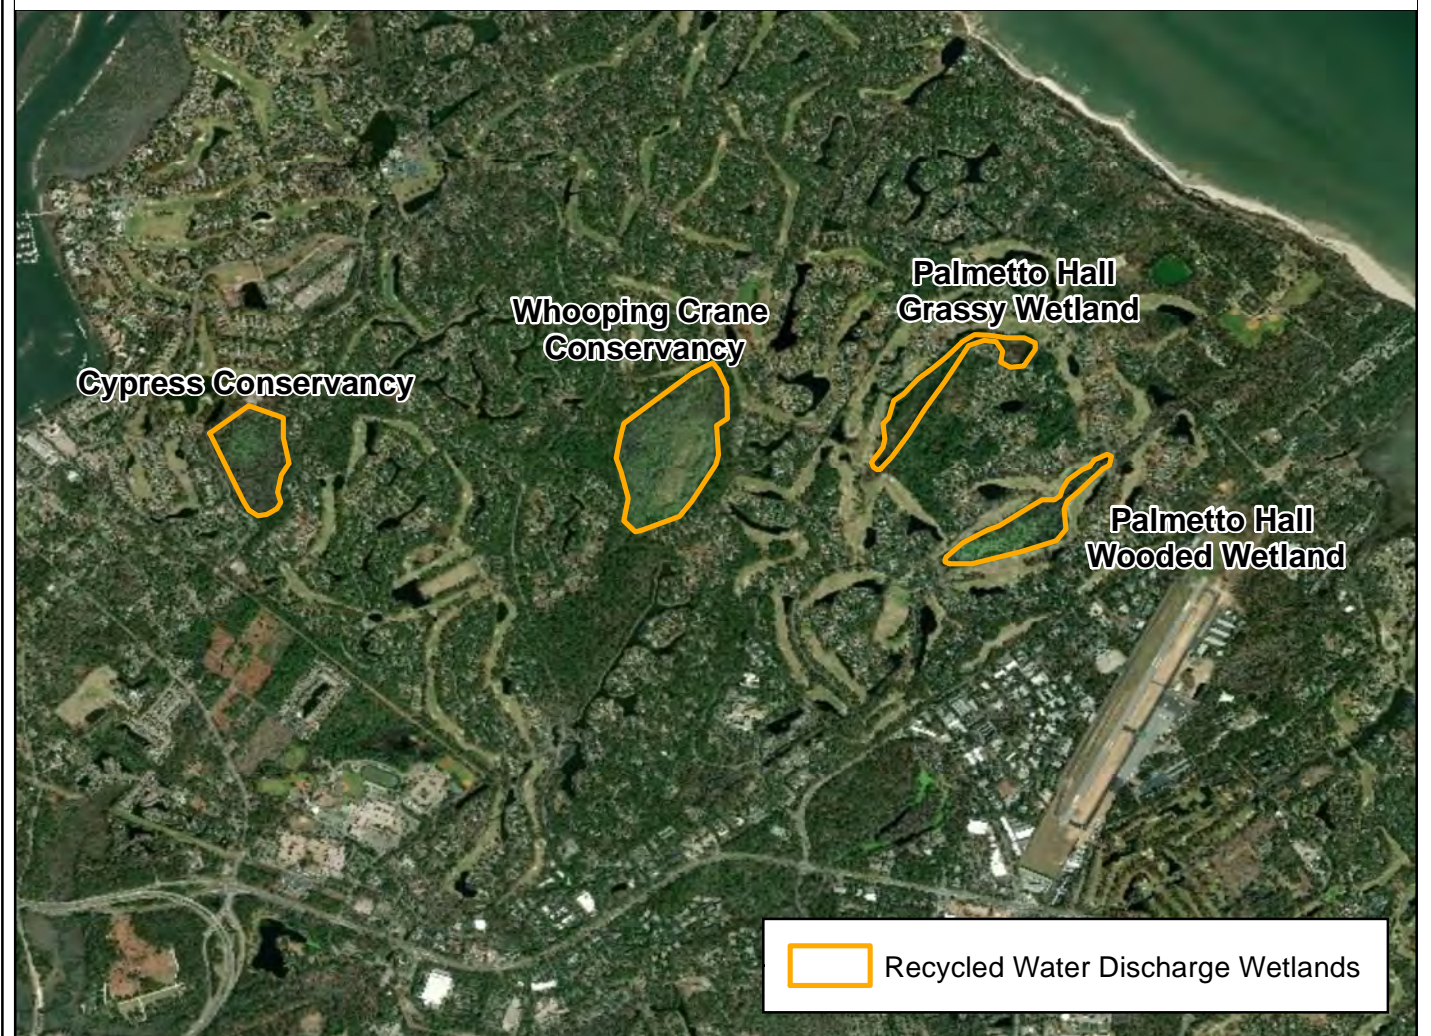 Palmetto Hall
Grassy Wetland
Whooping Crane
Conservancy
Cypress Conservancy
Palmetto Hall
Wooded Wetland
Recycled Water Discharge Wetlands